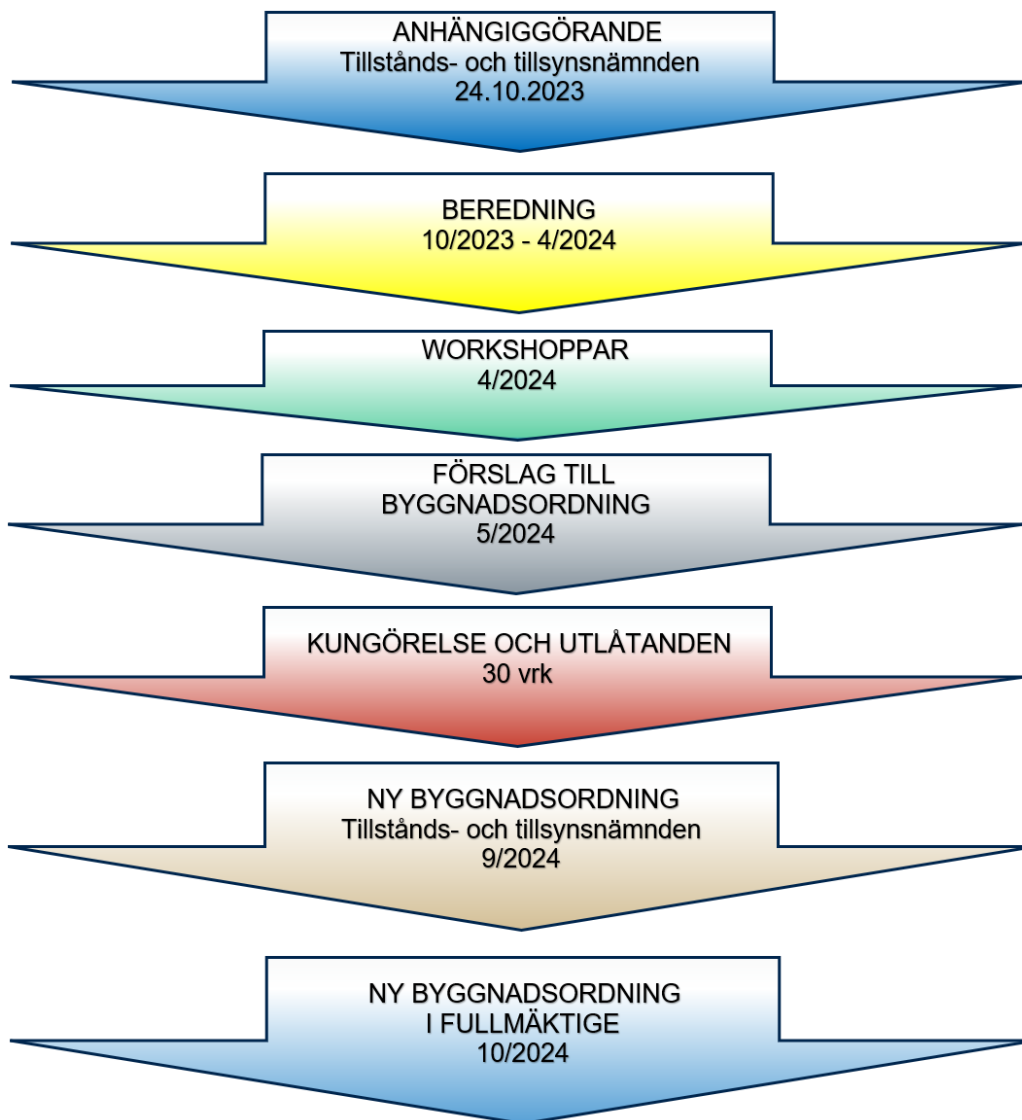 ANHÄNGIGGÖRANDE
Tillstånds- och tillsynsnämnden
24.10.2023
BEREDNING
10/2023 - 4/2024
WORKSHOPPAR
4/2024
FÖRSLAG TILL
BYGGNADSORDNING
5/2024
KUNGÖRELSE OCH UTLÅTANDEN
30 vrk
NY BYGGNADSORDNING
Tillstånds- och tillsynsnämnden
9/2024
NY BYGGNADSORDNING
I FULLMÄKTIGE
10/2024